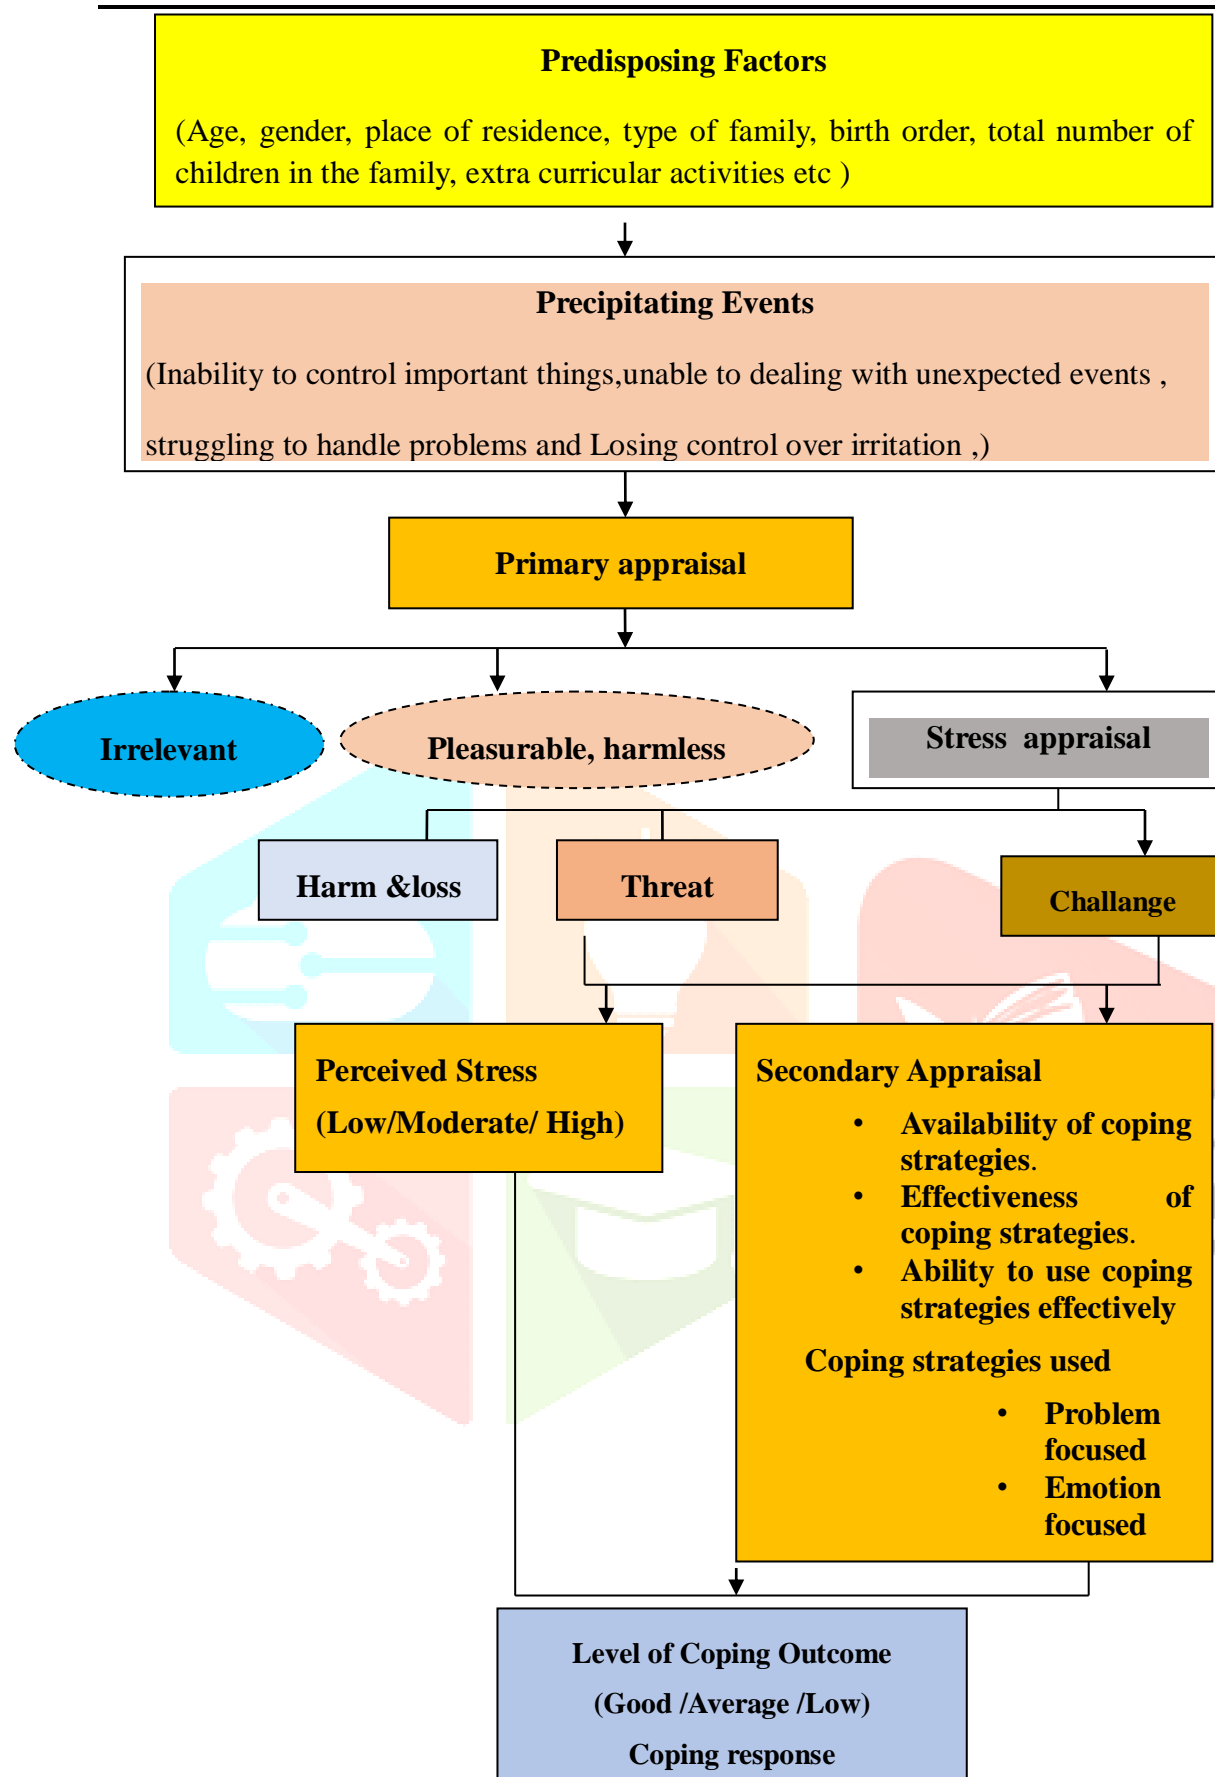 Predisposing Factors
(Age, gender, place of residence, type of family, birth order, total number of
children in the family, extra curricular activities etc )
Precipitating Events
(Inability to control important things,unable to dealing with unexpected events ,
struggling to handle problems and Losing control over irritation ,)
Primary appraisal
Irrelevant
Pleasurable, harmless
Stress appraisal
Harm &loss
Threat
Challange
Perceived Stress
(Low/Moderate/ High)
Secondary Appraisal
• Availability of coping
strategies.
• Effectiveness of
coping strategies.
• Ability to use coping
strategies effectively
Coping strategies used
• Problem
focused
• Emotion
focused
Level of Coping Outcome
(Good /Average /Low)
Coping response